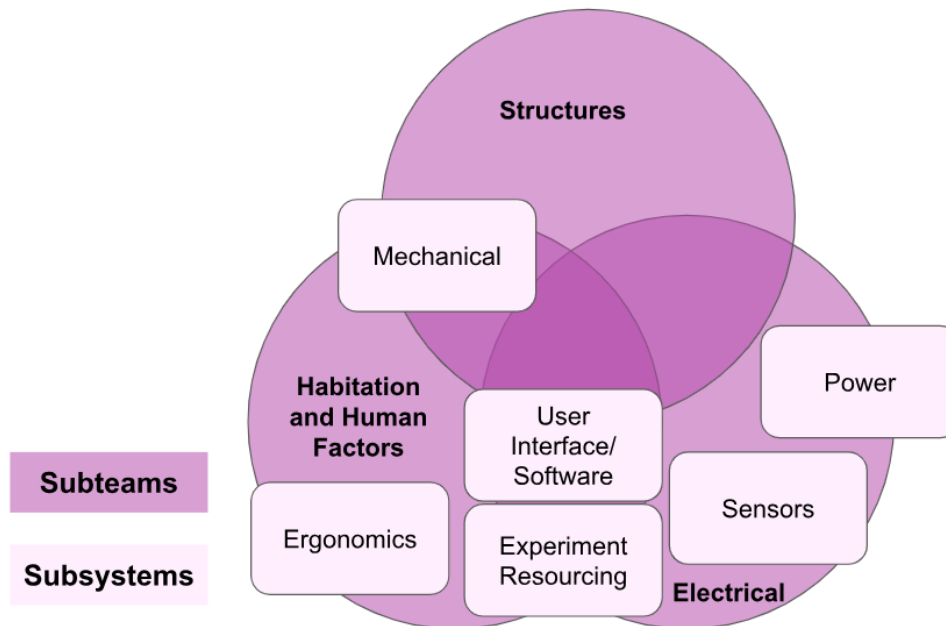 Structures
Mechanical
Habitation
and Human
Factors
User
Interface/
Software
Power
Subteams
Sensors
Ergonomics
Experiment
Resourcing
Subsystems
Electrical